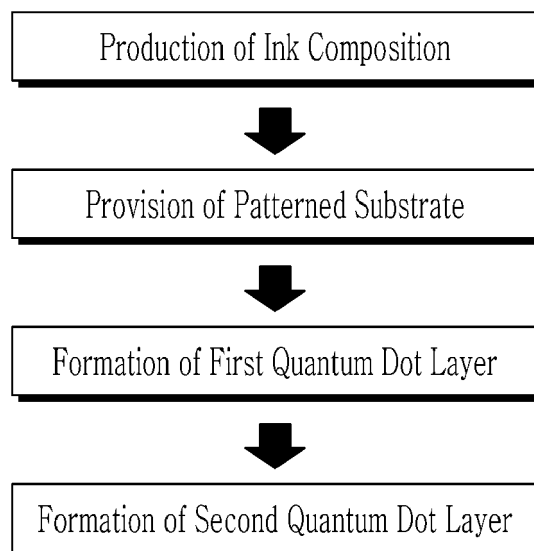 Production of Ink Composition
Provision of Patterned Substrate
Formation of First Quantum Dot Layer
Formation of Second Quantum Dot Layer